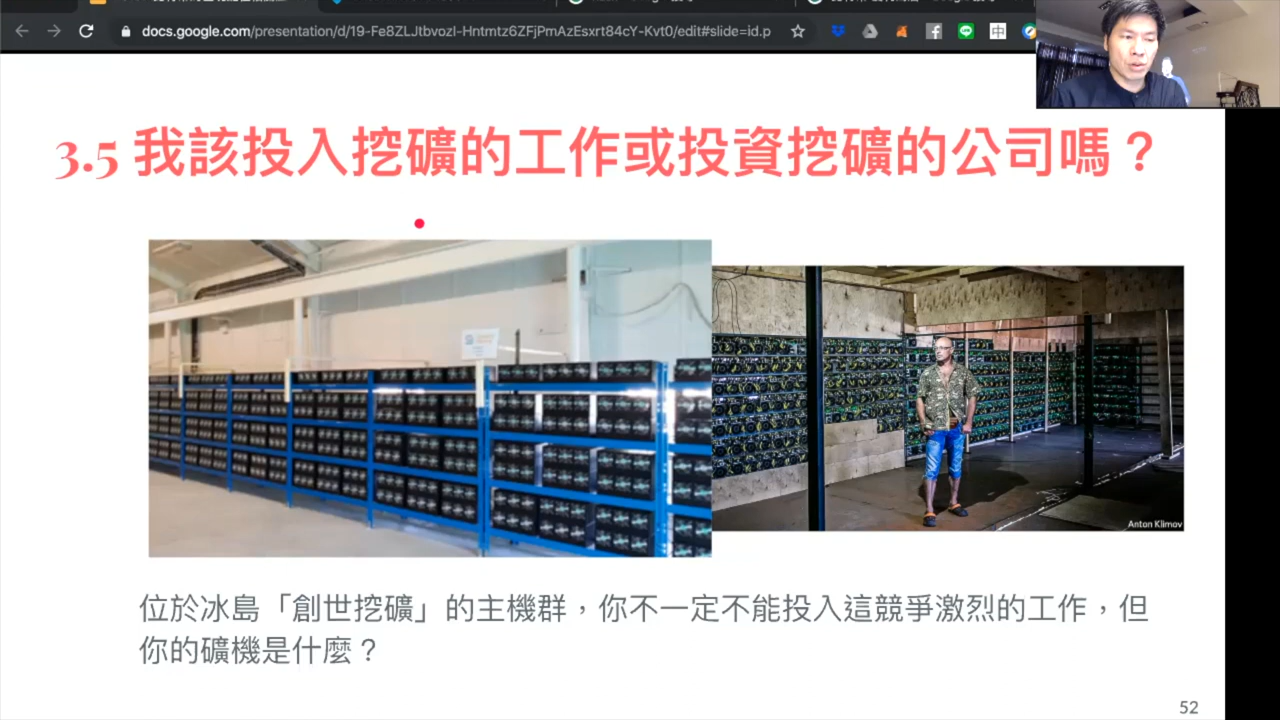 docs.google.com/presentation/d/19-Fe8ZLJtbvozI-Hntmtz6ZFjPmAzEsxrt84cY-Kvt0/edit#slide=id.p
中
3.5 我該投入挖礦的工作或投資挖礦的公司嗎？
Anton Klimov
位於冰島「創世挖礦」的主機群，你不一定不能投入這競爭激烈的工作，但
你的礦機是什麼？
52